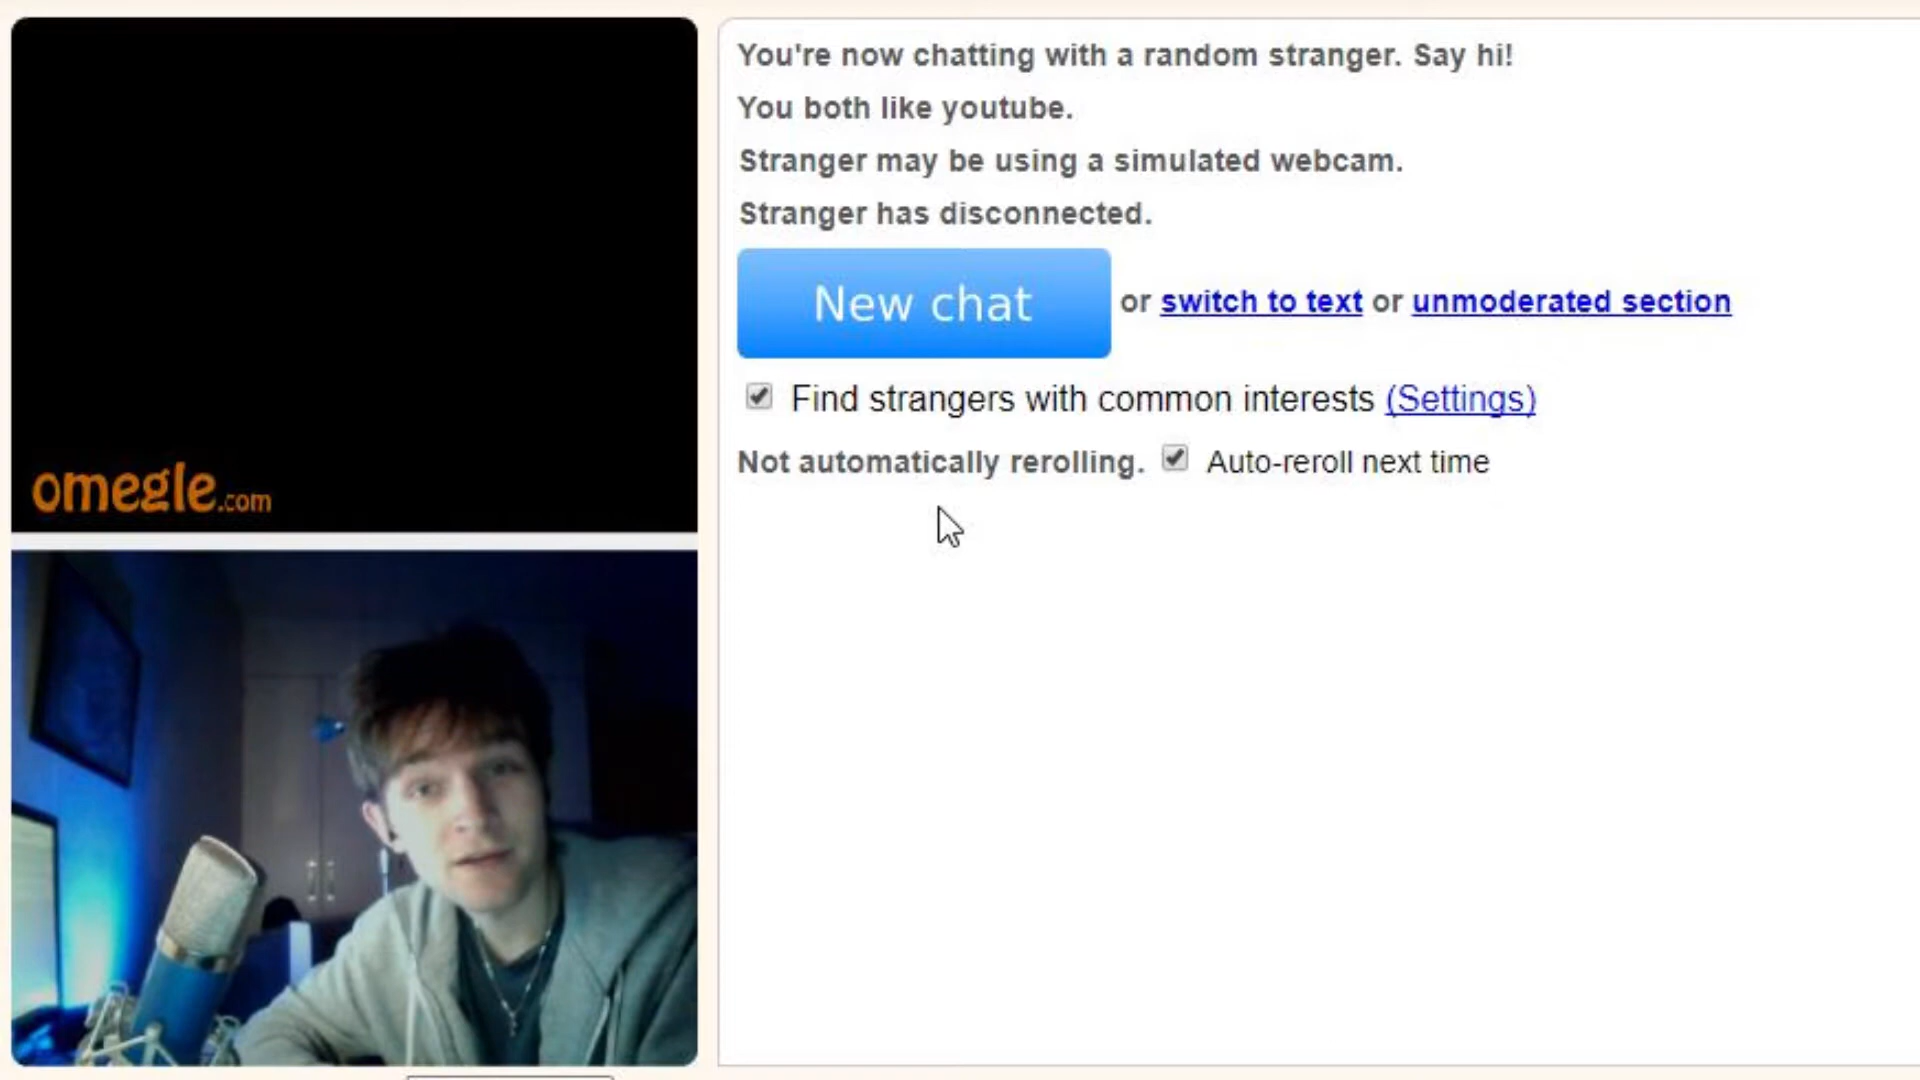 You're now chatting with a random stranger. Say hi!
You both like youtube.
Stranger may be using a simulated webcam.
Stranger has disconnected.
New chat or switch to text or unmoderated section
Find strangers with common interests (Settings)
Not automatically rerolling. Auto-reroll next time
omegle.com